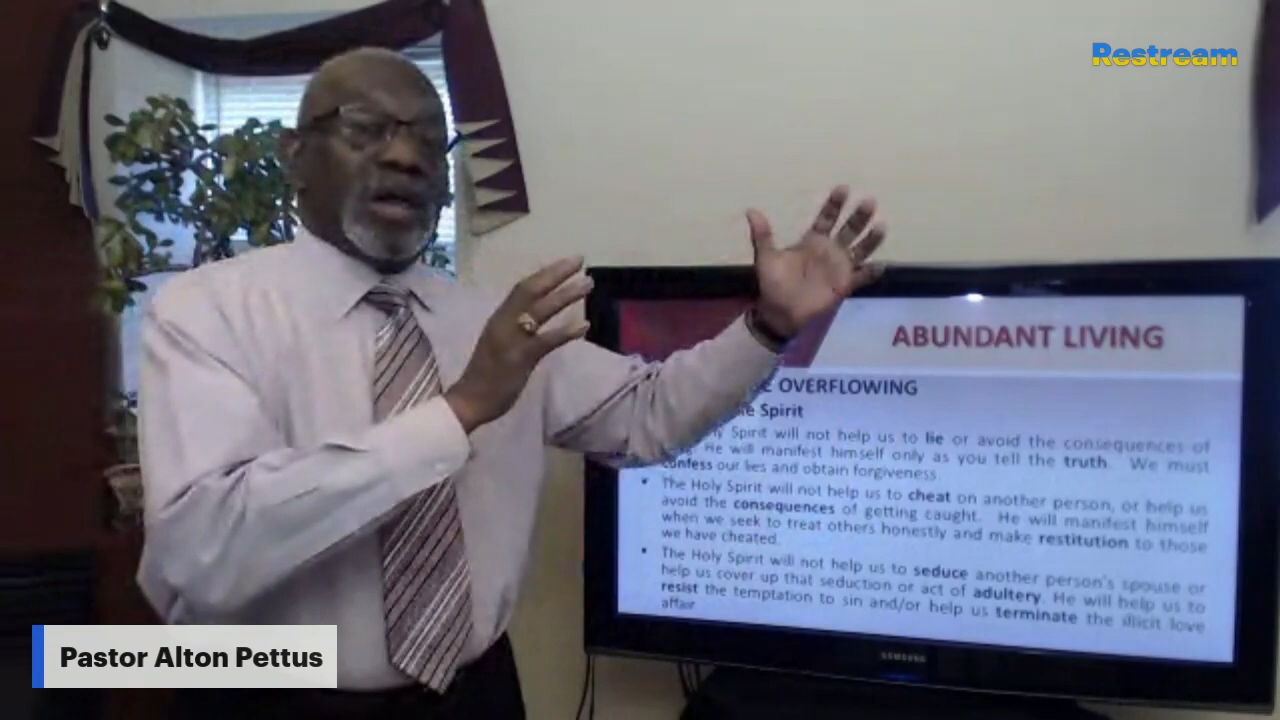 Restream
ABUNDANT LIVING
OVERFLOWING
Spirit
Spirit will not help us to lie or avoid the consequences of
He will manifest himself only as you tell the truth. We must
confess our lies and obtain forgiveness.
• The Holy Spirit will not help us to cheat on another person, or help us
avoid the consequences of getting caught. He will manifest himself
when we seek to treat others honestly and make restitution to those
we have cheated.
• The Holy Spirit will not help us to seduce another person's spouse or
help us cover up that seduction or act of adultery. He will help us to
resist the temptation to sin and/or help us terminate the illicit love
affair
SAMSUNG
Pastor Alton Pettus